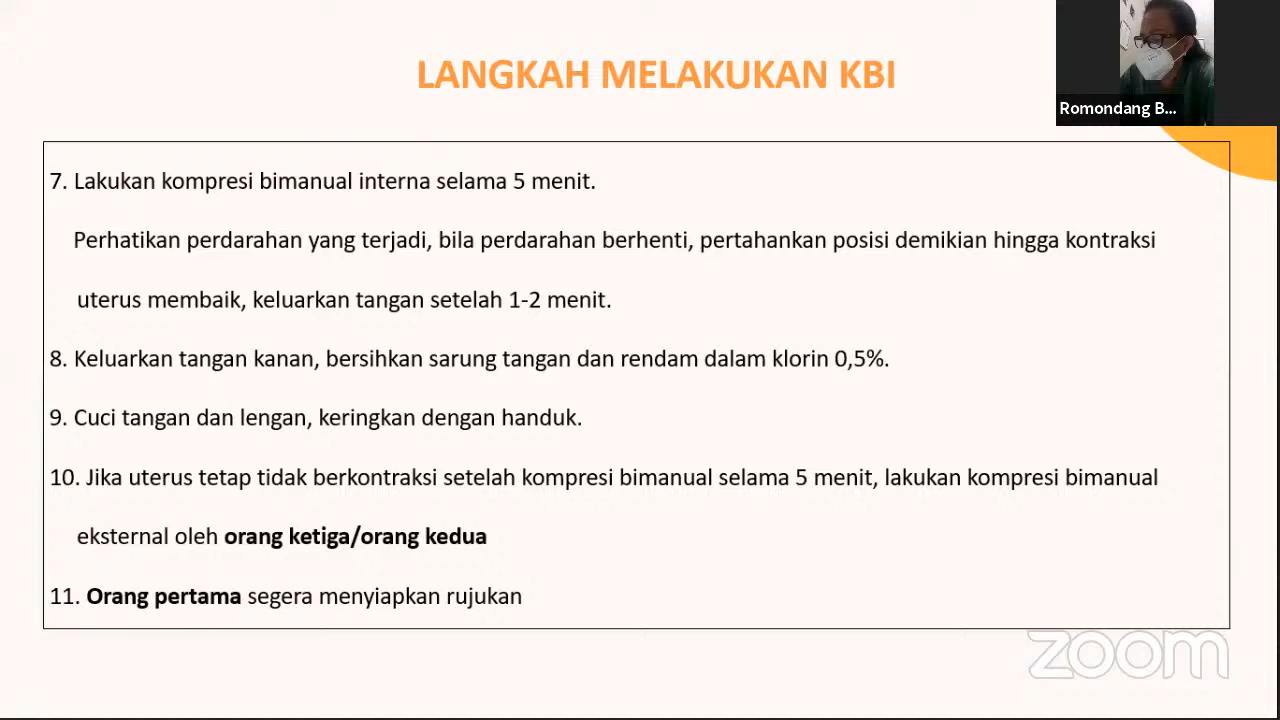 LANGKAH MELAKUKAN KBI
Romondang B...
7. Lakukan kompresi bimanual interna selama 5 menit.
Perhatikan perdarahan yang terjadi, bila perdarahan berhenti, pertahankan posisi demikian hingga kontraksi
uterus membaik, keluarkan tangan setelah 1-2 menit.
8. Keluarkan tangan kanan, bersihkan sarung tangan dan rendam dalam klorin 0,5%.
9. Cuci tangan dan lengan, keringkan dengan handuk.
10. Jika uterus tetap tidak berkontraksi setelah kompresi bimanual selama 5 menit, lakukan kompresi bimanual
eksternal oleh orang ketiga/orang kedua
11. Orang pertama segera menyiapkan rujukan
zoom